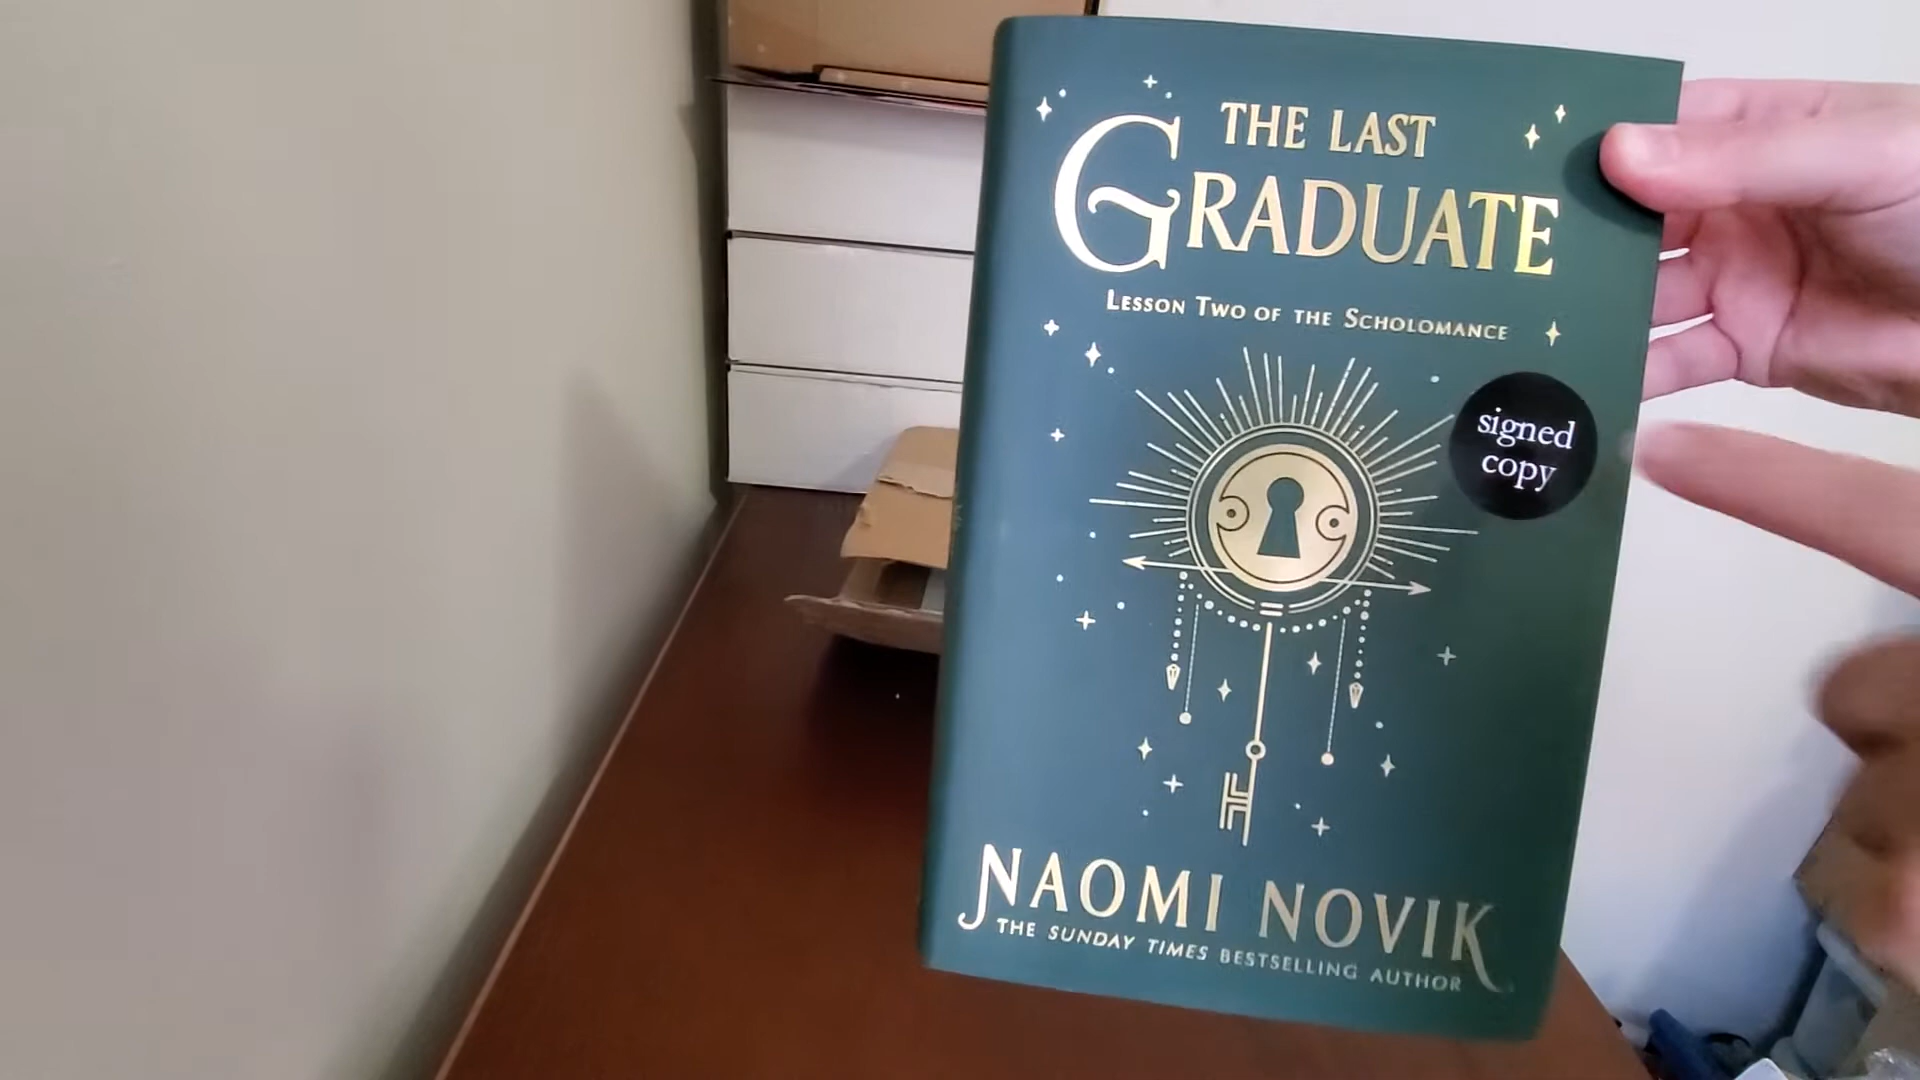 THE LAST
GRADUATE
LESSON TWO OF THE SCHOLOMANCE
signed
copy
NAOMI NOVIK
THE SUNDAY TIMES BESTSELLING AUTHOR